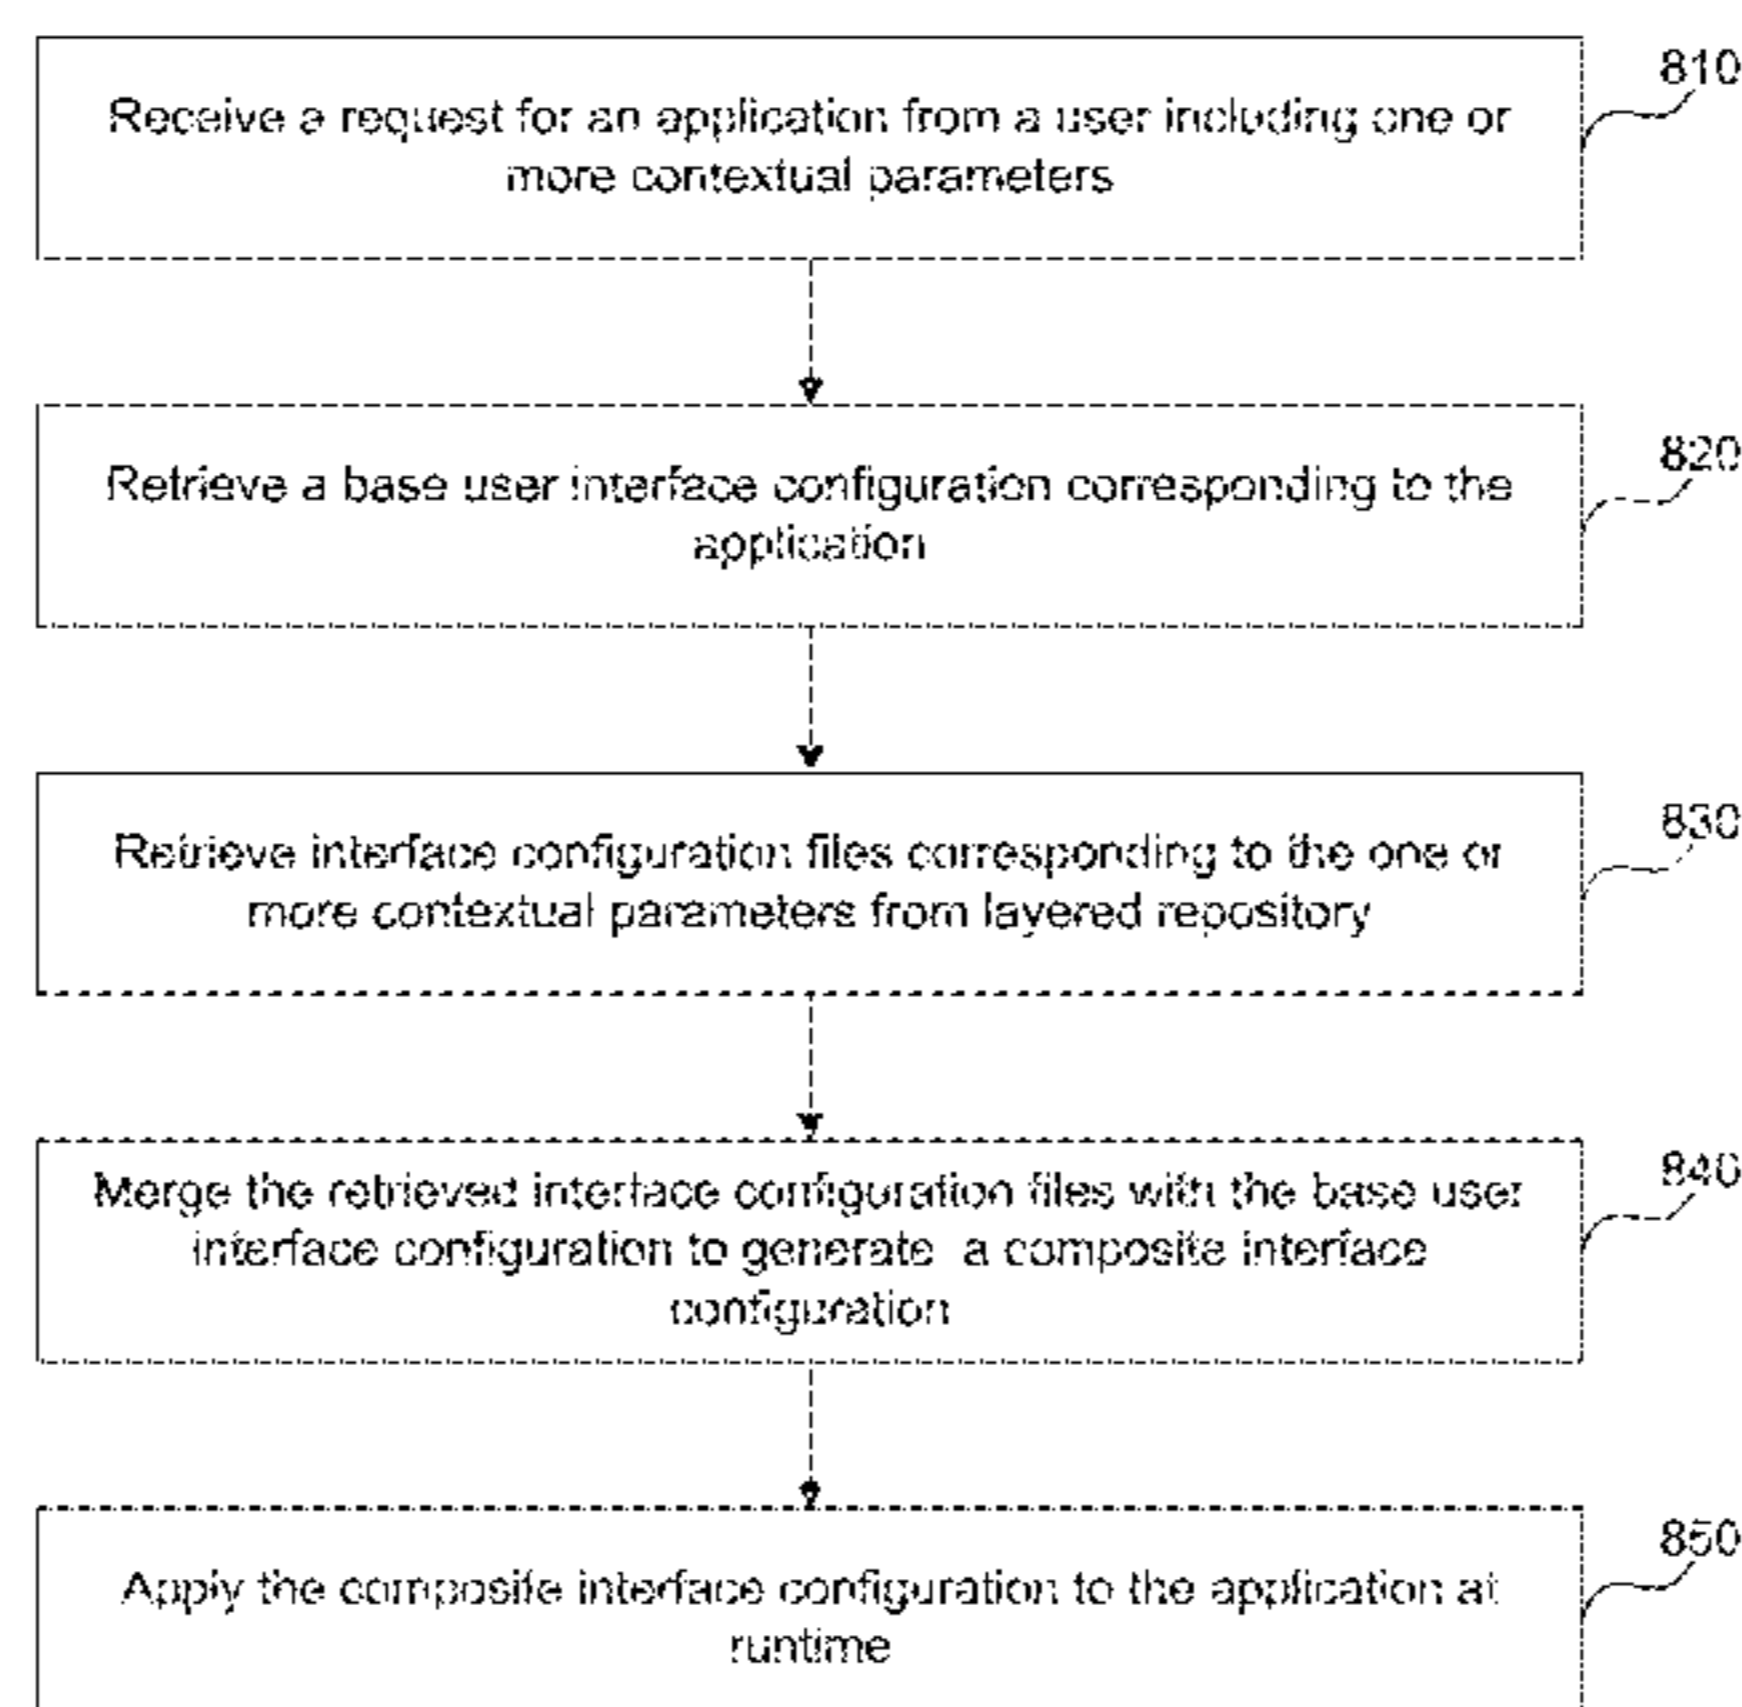 810
Receive a request for an application from a user including one or
more contextual parameters
820
Retrieve a base user interface configuration corresponding to the
application
830
Retrieve interface configuration files corresponding to the one or
more contextual parameters from layered repository
840
Merge the retrieved interface configuration files with the base user
interface configuration to generate a composite interface
configuration
850
Apply the composite interface configuration to the application at
runtime